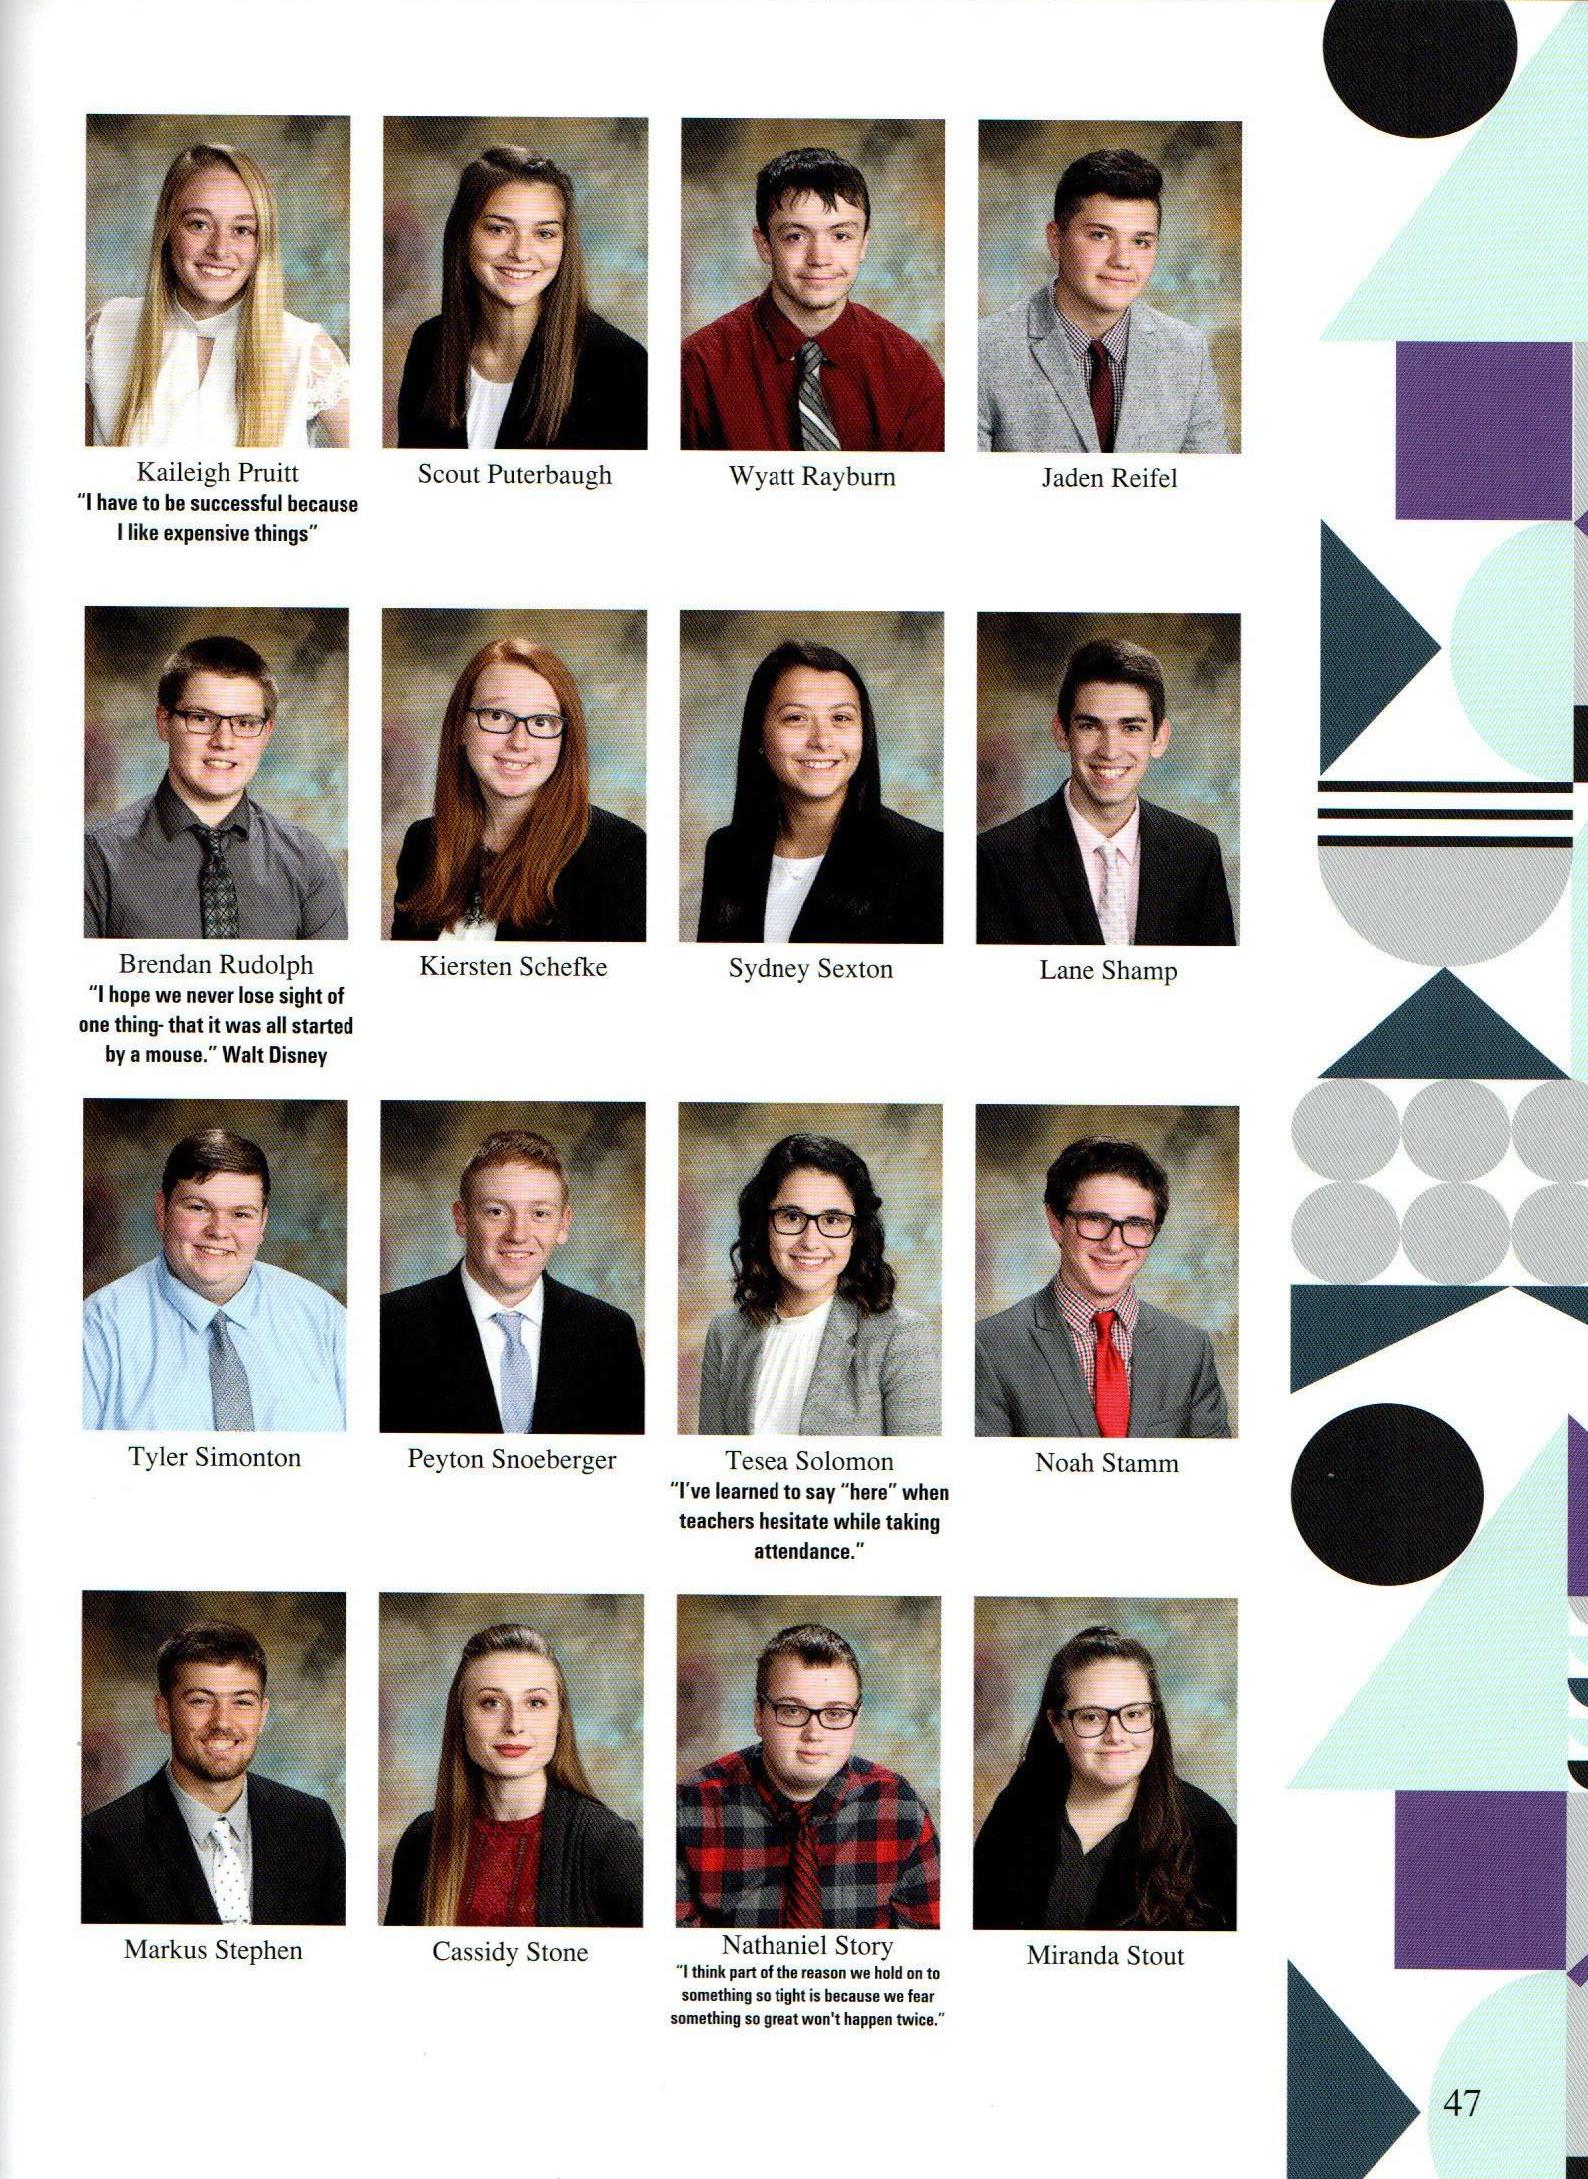 Kaileigh Pruitt
"I have to be successful because
I like expensive things"
Scout Puterbaugh
Wyatt Rayburn
Jaden Reifel
Brendan Rudolph
"I hope we never lose sight of
one thing- that it was all started
by a mouse." Walt Disney
Kiersten Schefke
Sydney Sexton
Lane Shamp
Tyler Simonton
Peyton Snoeberger
Tesea Solomon
"I've learned to say "here" when
teachers hesitate while taking
attendance."
Noah Stamm
Markus Stephen
Cassidy Stone
Nathaniel Story
"I think part of the reason we hold on to
something so tight is because we fear
something so great won't happen twice."
Miranda Stout
47